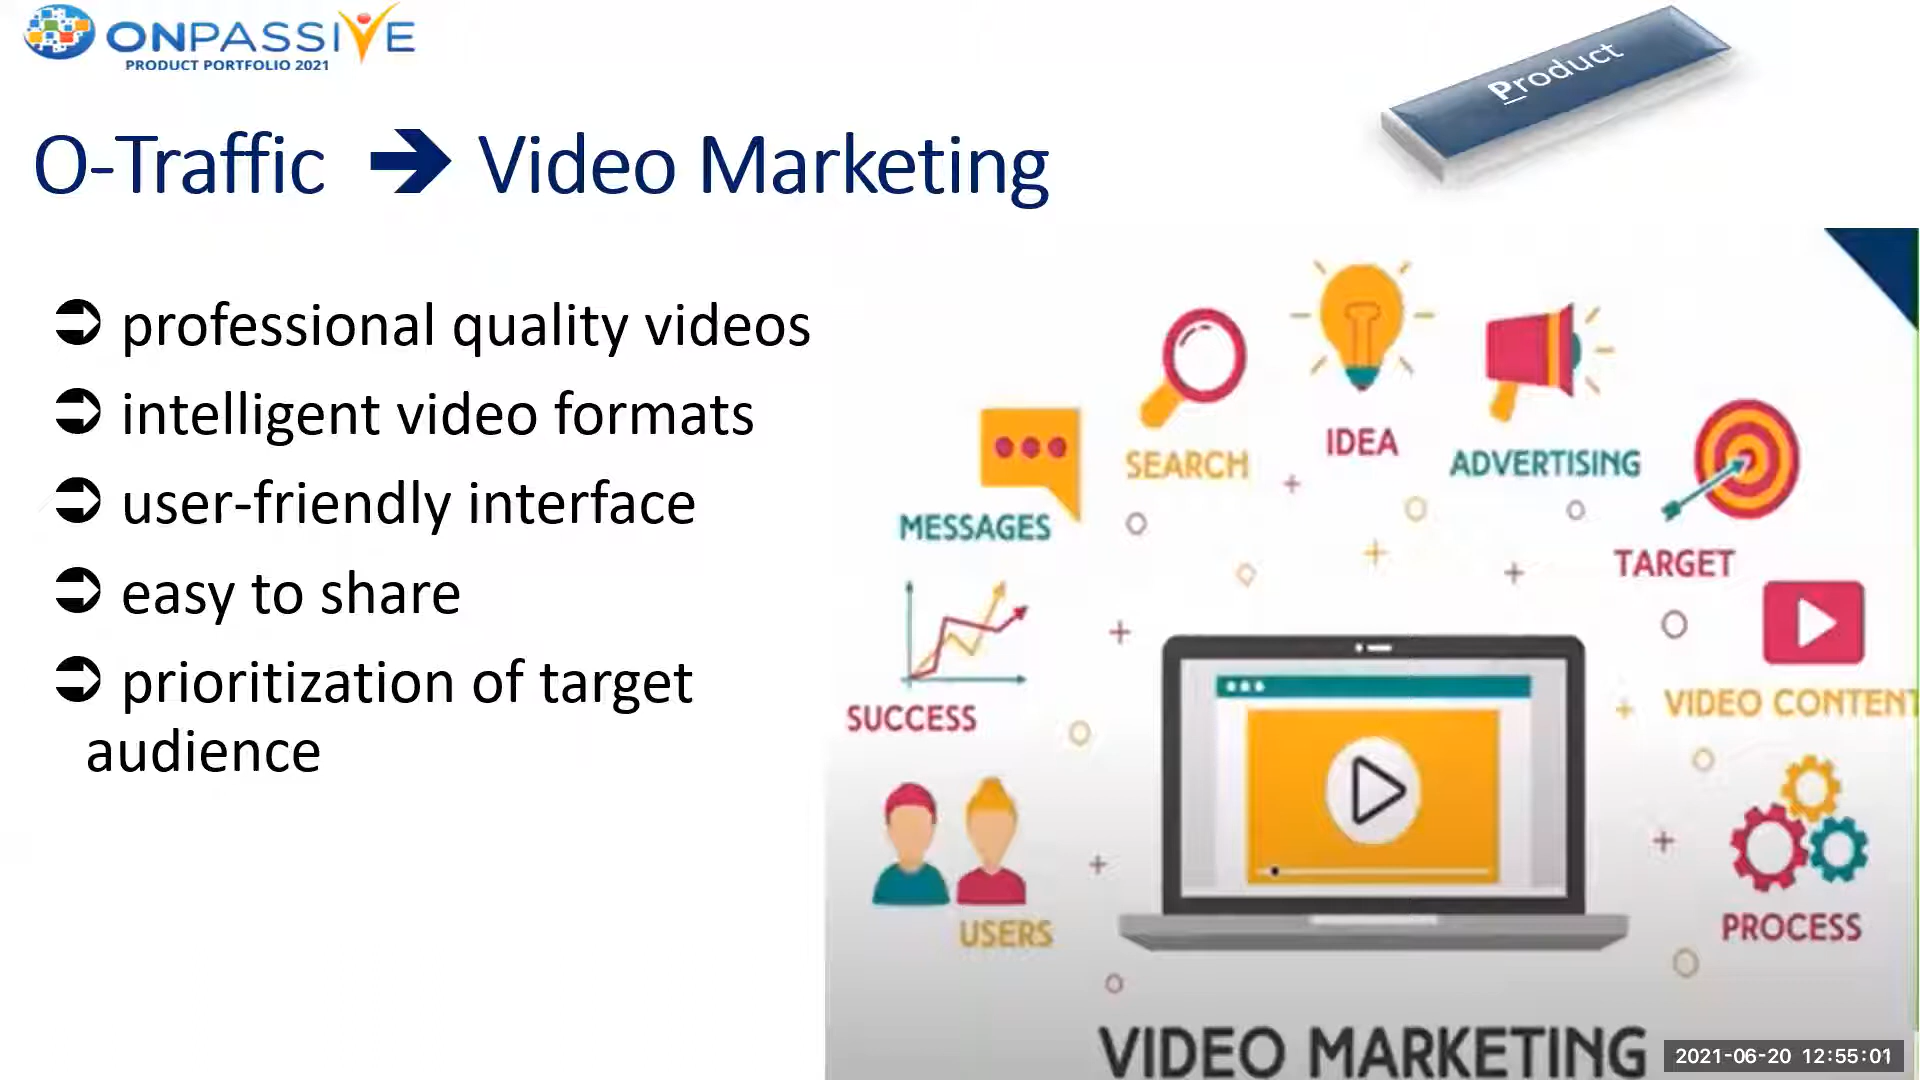 ONPASSIVE
PRODUCT PORTFOLIO 2021
Product
O-Traffic ➔ Video Marketing
➲ professional quality videos
➲ intelligent video formats
➲ user-friendly interface
➲ easy to share
➲ prioritization of target
audience
IDEA
SEARCH
ADVERTISING
MESSAGES
TARGET
SUCCESS
VIDEO CONTENT
USERS
PROCESS
VIDEO MARKETING
2021-06-20 12:55:01